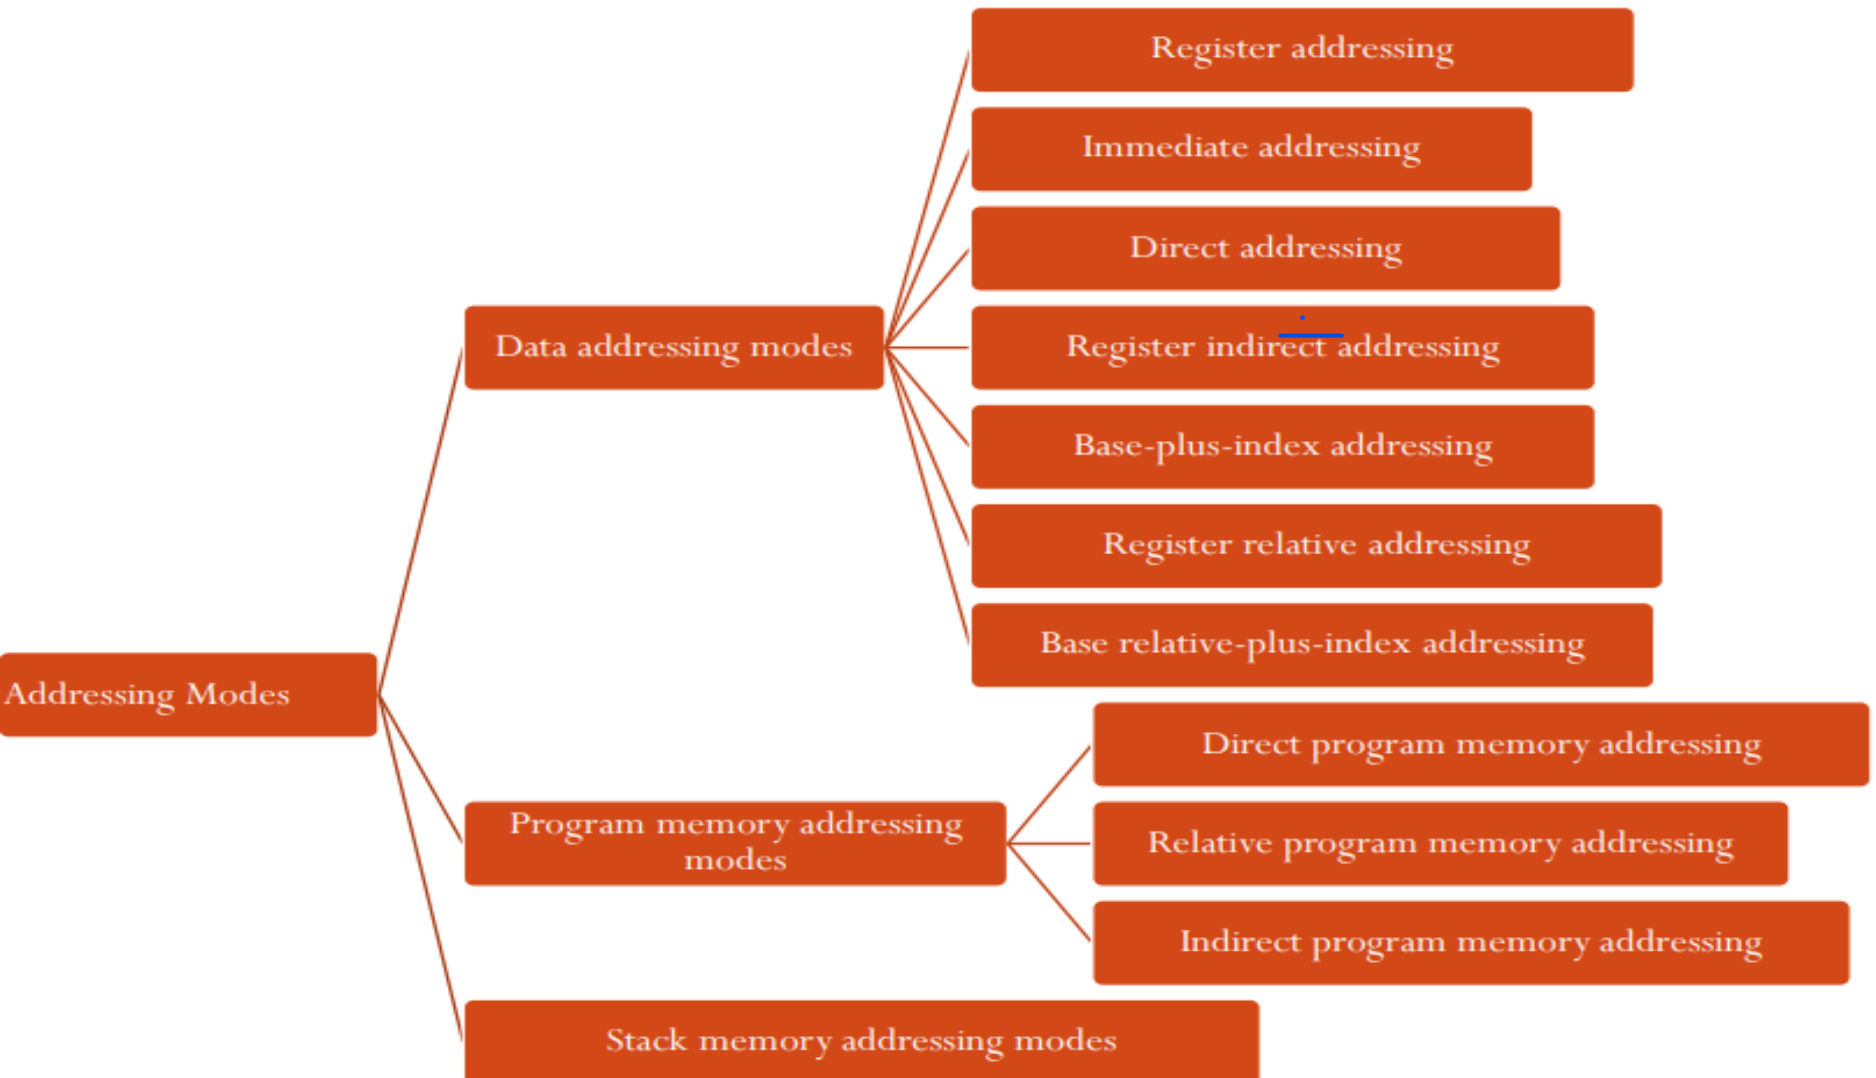 Register addressing
Immediate addressing
Direct addressing
Register indirect addressing
Data addressing modes
Base-plus-index addressing
Register relative addressing
Base relative-plus-index addressing
Addressing Modes
Direct program memory addressing
Program memory addressing
modes
Relative program memory addressing
Indirect program memory addressing
Stack memory addressing modes